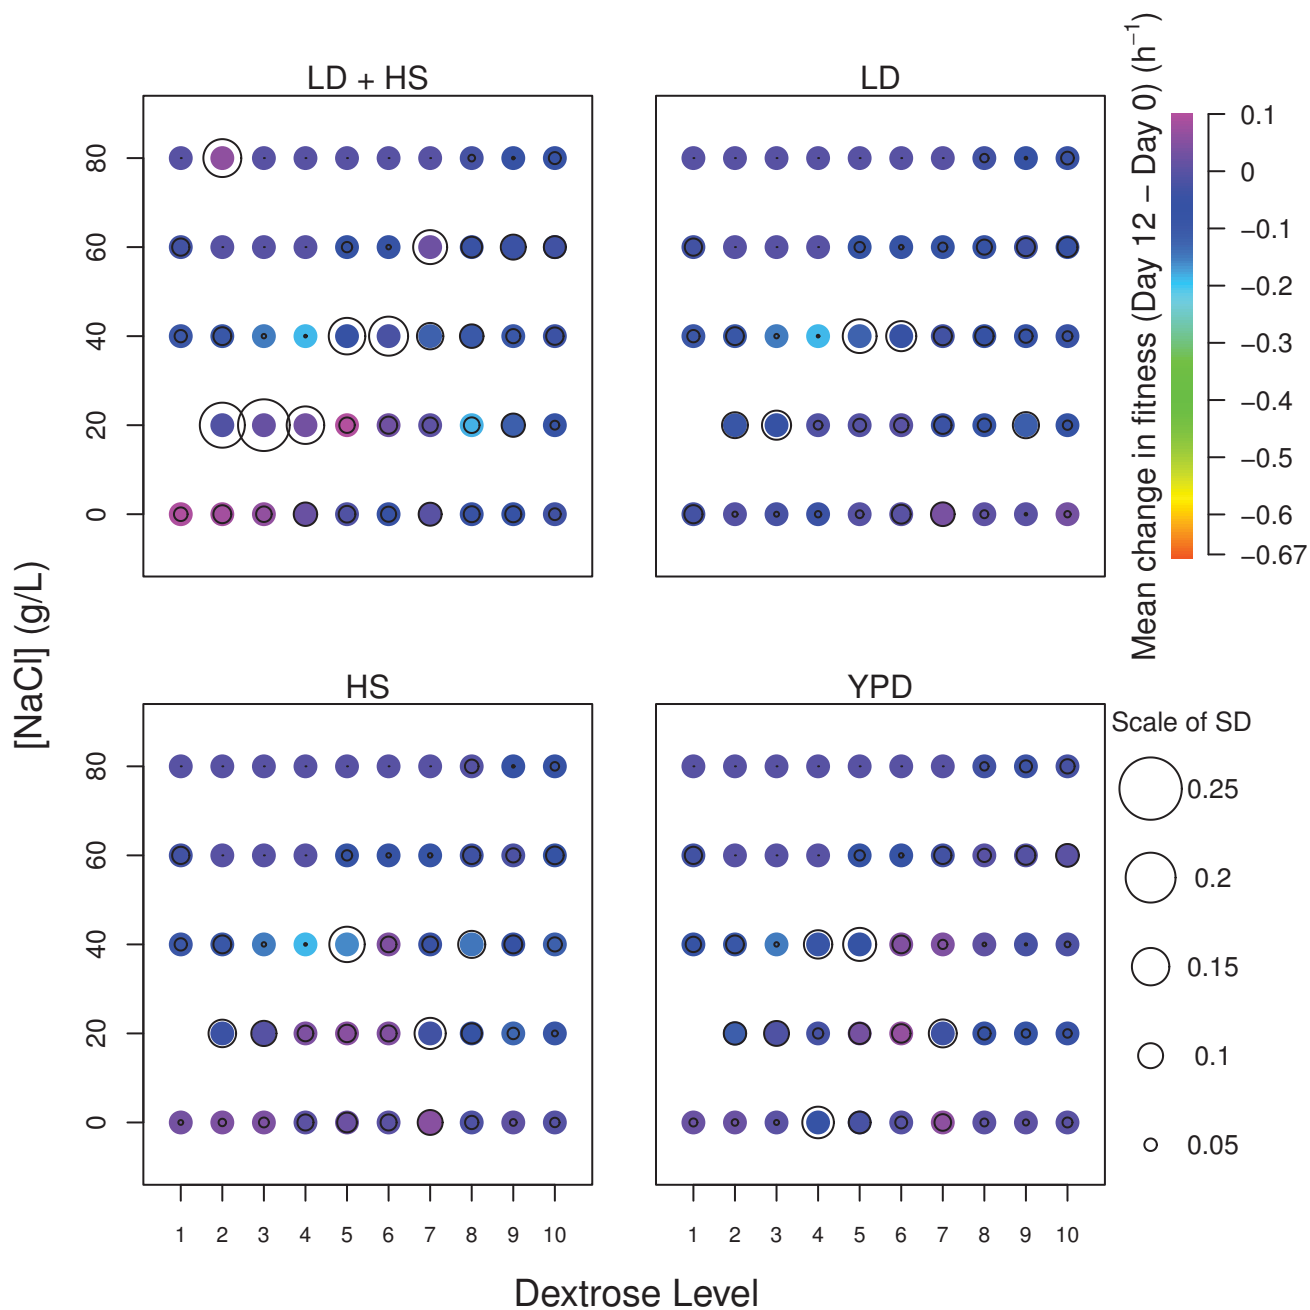 LD + HS
LD
80
60
40
20
0
HS
YPD
80
60
40
20
0
1 2 3 4 5 6 7 8 9 10
1 2 3 4 5 6 7 8 9 10
Dextrose Level
[NaCl] (g/L)
Mean change in fitness (Day 12 − Day 0) (h⁻¹)
0.1
0
−0.1
−0.2
−0.3
−0.4
−0.5
−0.6
−0.67
Scale of SD
0.25
0.2
0.15
0.1
0.05